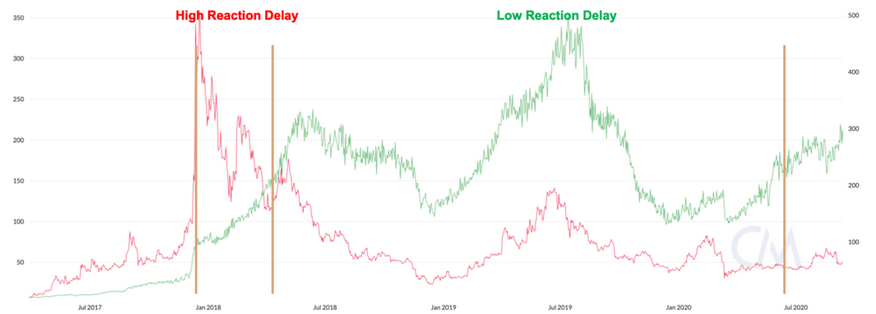 High Reaction Delay
Low Reaction Delay
350
300
250
200
150
100
50
500
400
300
200
100
CM
Jul 2017
Jan 2018
Jul 2018
Jan 2019
Jul 2019
Jan 2020
Jul 2020